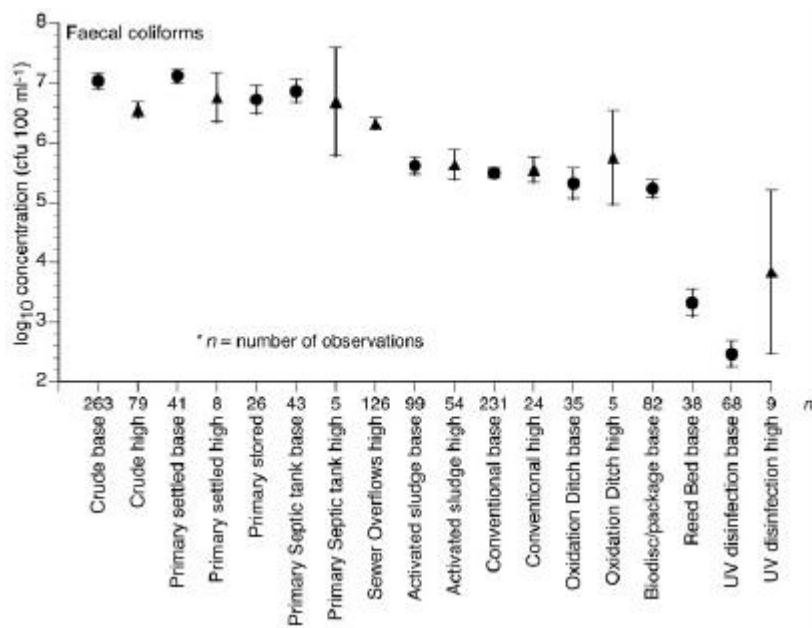 Faecal coliforms
8
7
6
5
4
3
2
log10 concentration (cfu 100 ml-1)
* n = number of observations
263 79 41 8 26 43 5 126 99 54 231 24 35 5 82 38 68 9 n
Crude base
Crude high
Primary settled base
Primary settled high
Primary stored
Primary Septic tank base
Primary Septic tank high
Sewer Overflows high
Activated sludge base
Activated sludge high
Conventional base
Conventional high
Oxidation Ditch base
Oxidation Ditch high
Biodisc/package base
Reed Bed base
UV disinfection base
UV disinfection high